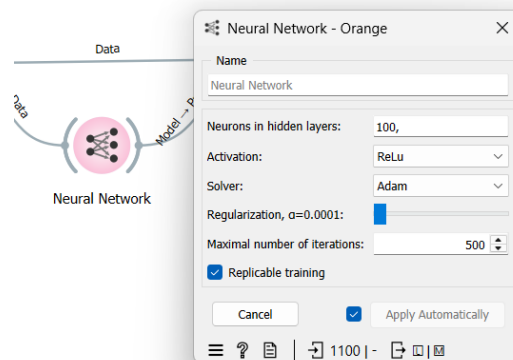 Neural Network - Orange
Data
Name
Neural Network
Data
Model → P
Neural Network
Neurons in hidden layers: 100,
Activation: ReLu
Solver: Adam
Regularization, α=0.0001:
Maximal number of iterations: 500
Replicable training
Cancel
Apply Automatically
1100 | -
L | M